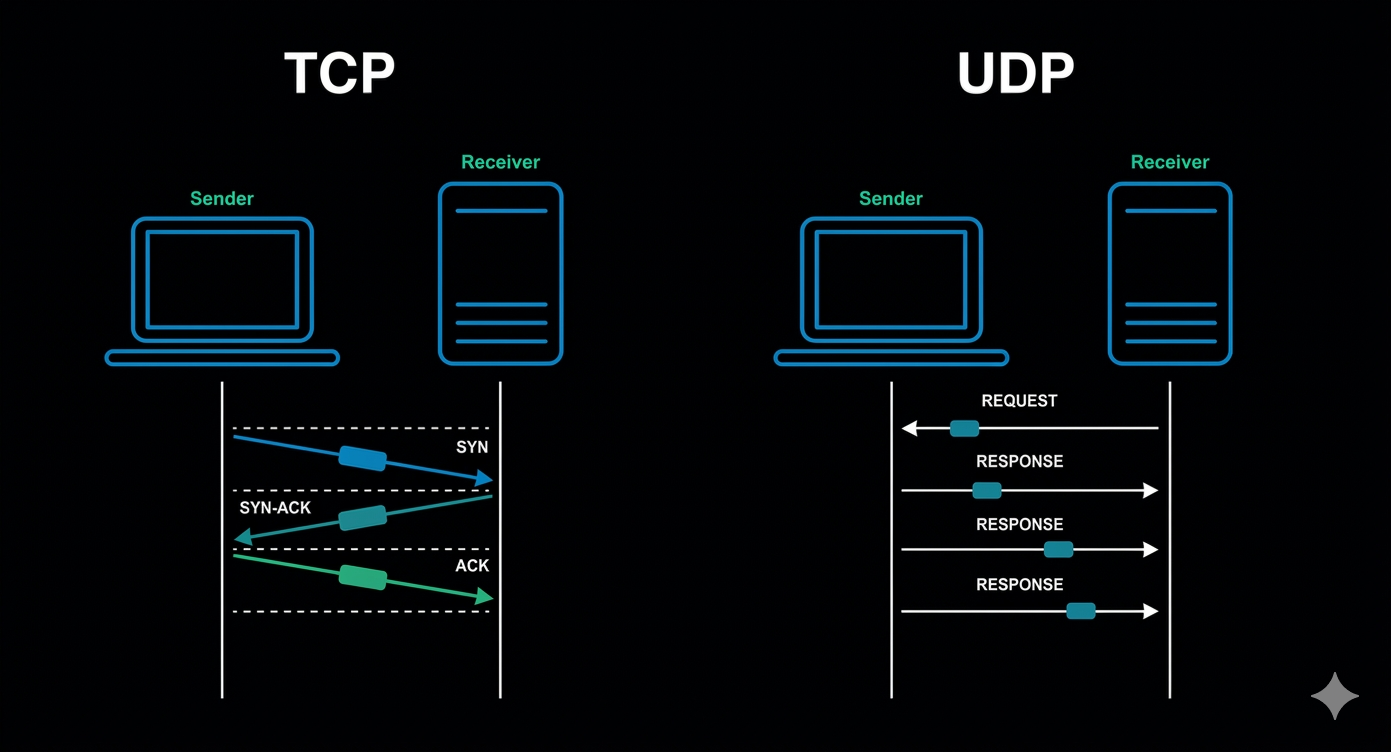 TCP
Sender
Receiver
SYN
SYN-ACK
ACK
UDP
Sender
Receiver
REQUEST
RESPONSE
RESPONSE
RESPONSE